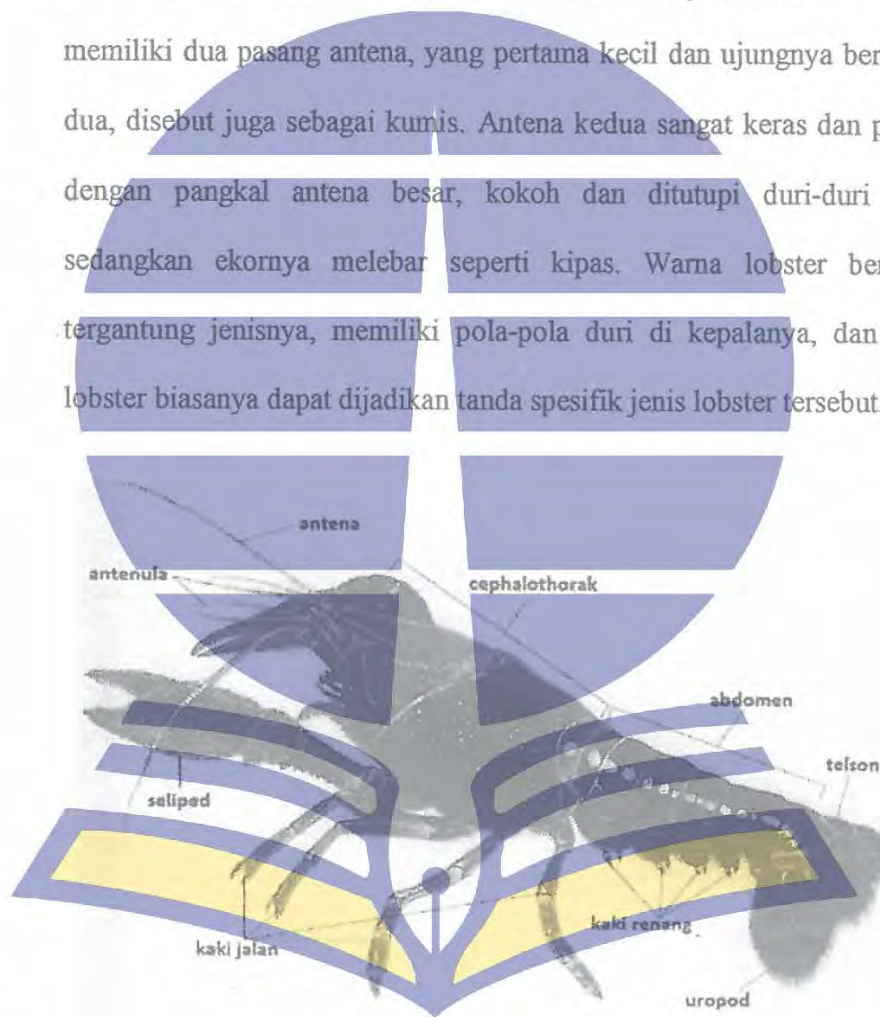 memiliki dua pasang antena, yang pertama kecil dan ujungnya ber
dua, disebut juga sebagai kumis. Antena kedua sangat keras dan p
dengan pangkal antena besar, kokoh dan ditutupi duri-duri
sedangkan ekornya melebar seperti kipas. Warna lobster ber
tergantung jenisnya, memiliki pola-pola duri di kepalanya, dan
lobster biasanya dapat dijadikan tanda spesifik jenis lobster tersebut.
antena
antenula
cephalothorak
abdomen
telson
seliped
kaki jalan
kaki renang
uropod